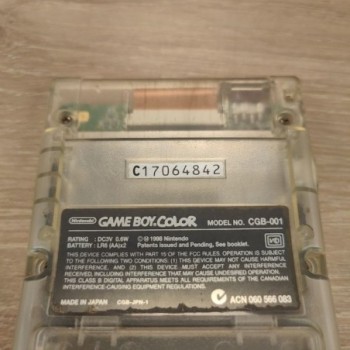 C17064842
Nintendo GAME BOY COLOR MODEL NO. CGB-001
RATING : DC3V 0.6W © 1998 Nintendo
BATTERY : LR6 (AA)x2 Patents Issued and Pending, See booklet.
THIS DEVICE COMPLIES WITH PART 15 OF THE FCC RULES. OPERATION IS SUBJECT TO
THE FOLLOWING TWO CONDITIONS (1) THIS DEVICE MAY NOT CAUSE HARMFUL
INTERFERENCE, AND (2) THIS DEVICE MUST ACCEPT ANY INTERFERENCE
RECEIVED, INCLUDING INTERFERENCE THAT MAY CAUSE UNDESIRED OPERATION.
THIS CLASS B DIGITAL APPARATUS MEETS ALL REQUIREMENTS OF THE CANADIAN
INTERFERENCE-CAUSING EQUIPMENT REGULATIONS.
MADE IN JAPAN CGB-JPN-1 ACN 060 566 083